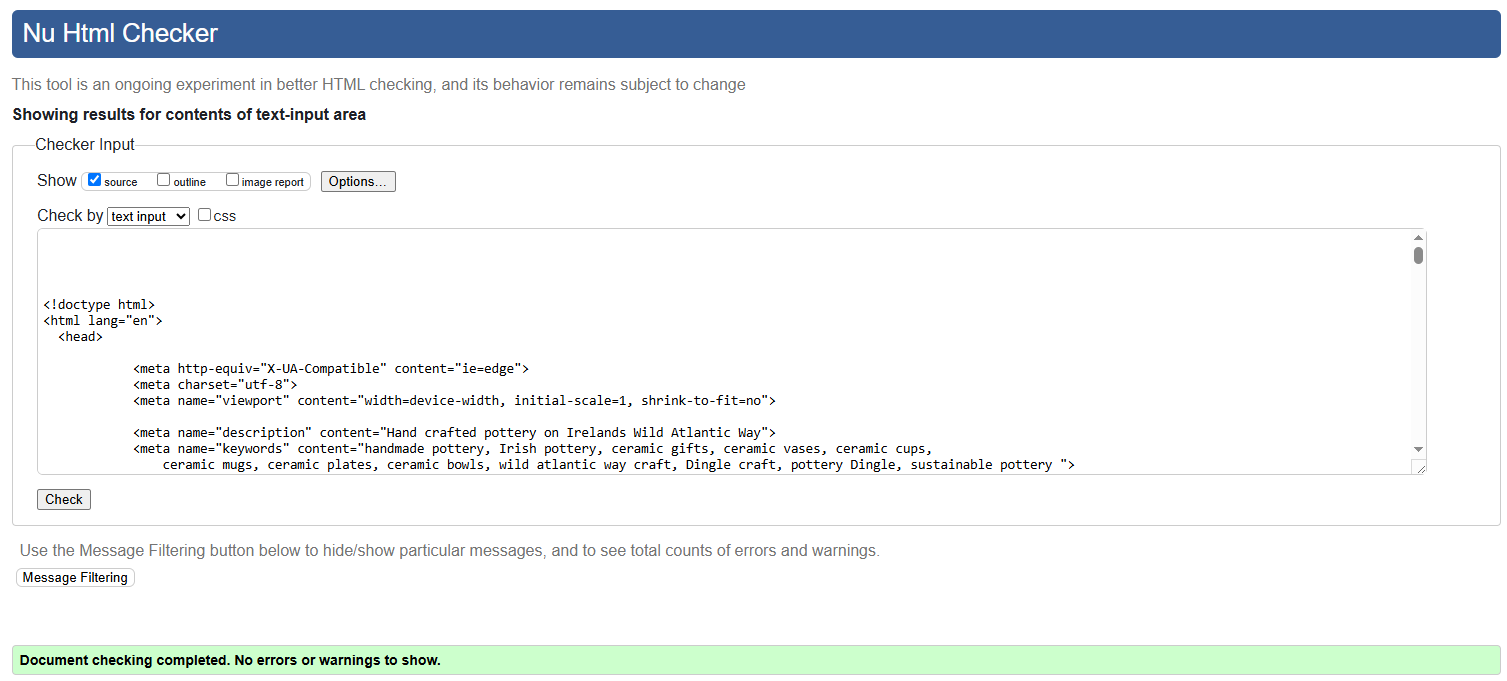 Nu Html Checker
This tool is an ongoing experiment in better HTML checking, and its behavior remains subject to change
Showing results for contents of text-input area
Checker Input
Show source outline image report Options...
Check by text input css
<!doctype html>
<html lang="en">
<head>
<meta http-equiv="X-UA-Compatible" content="ie=edge">
<meta charset="utf-8">
<meta name="viewport" content="width=device-width, initial-scale=1, shrink-to-fit=no">
<meta name="description" content="Hand crafted pottery on Irelands Wild Atlantic Way">
<meta name="keywords" content="handmade pottery, Irish pottery, ceramic gifts, ceramic vases, ceramic cups,
ceramic mugs, ceramic plates, ceramic bowls, wild atlantic way craft, Dingle craft, pottery Dingle, sustainable pottery ">
Check
Use the Message Filtering button below to hide/show particular messages, and to see total counts of errors and warnings.
Message Filtering
Document checking completed. No errors or warnings to show.